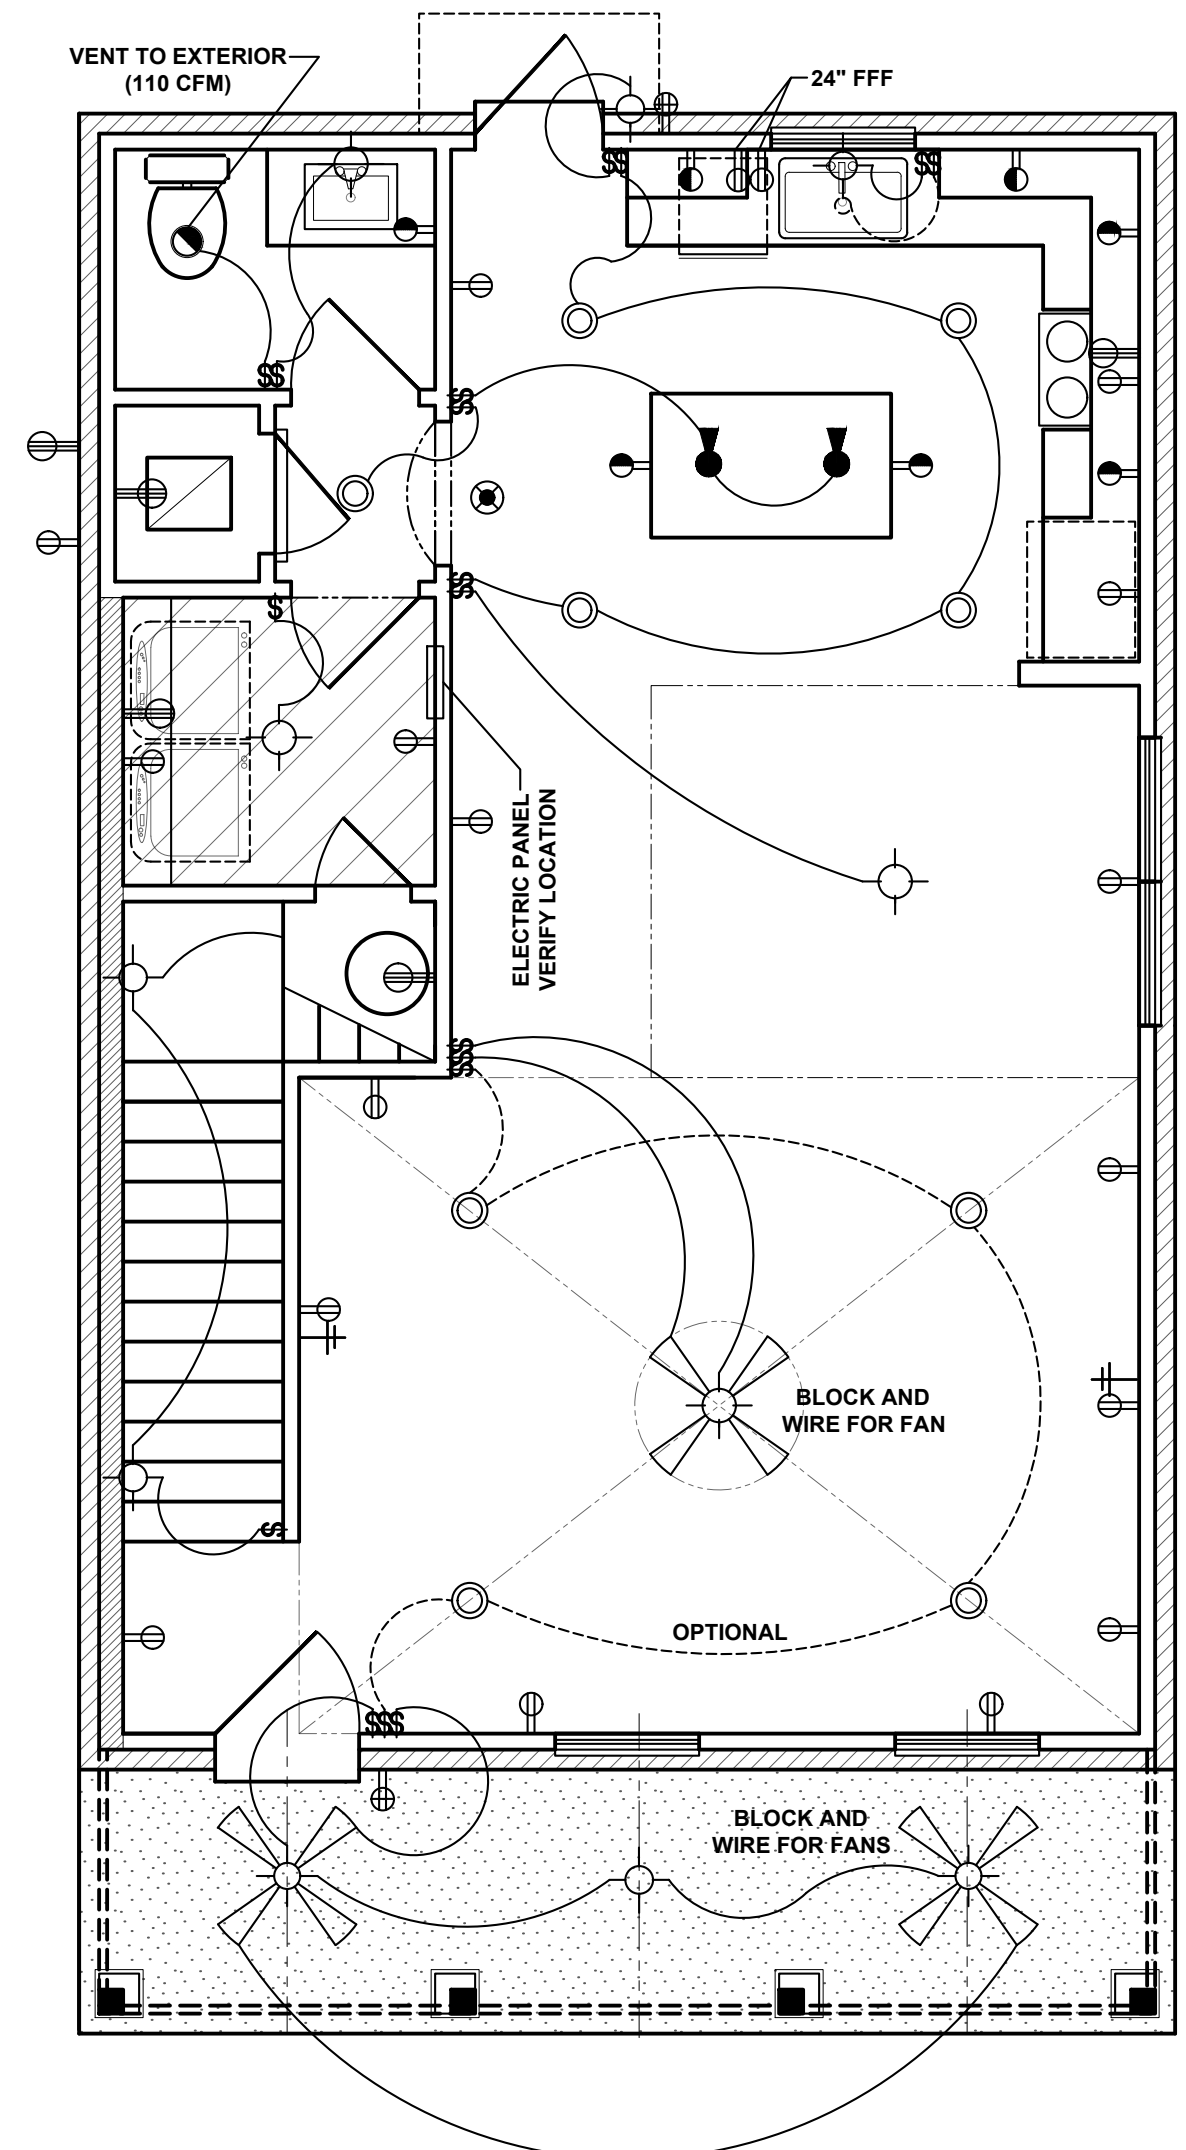 VENT TO EXTERIOR
(110 CFM)
24" FFF
$$
$$
$$
$$
$$
$$
$
ELECTRIC PANEL
VERIFY LOCATION
$$$
BLOCK AND
WIRE FOR FAN
$
OPTIONAL
$$$
BLOCK AND
WIRE FOR FANS